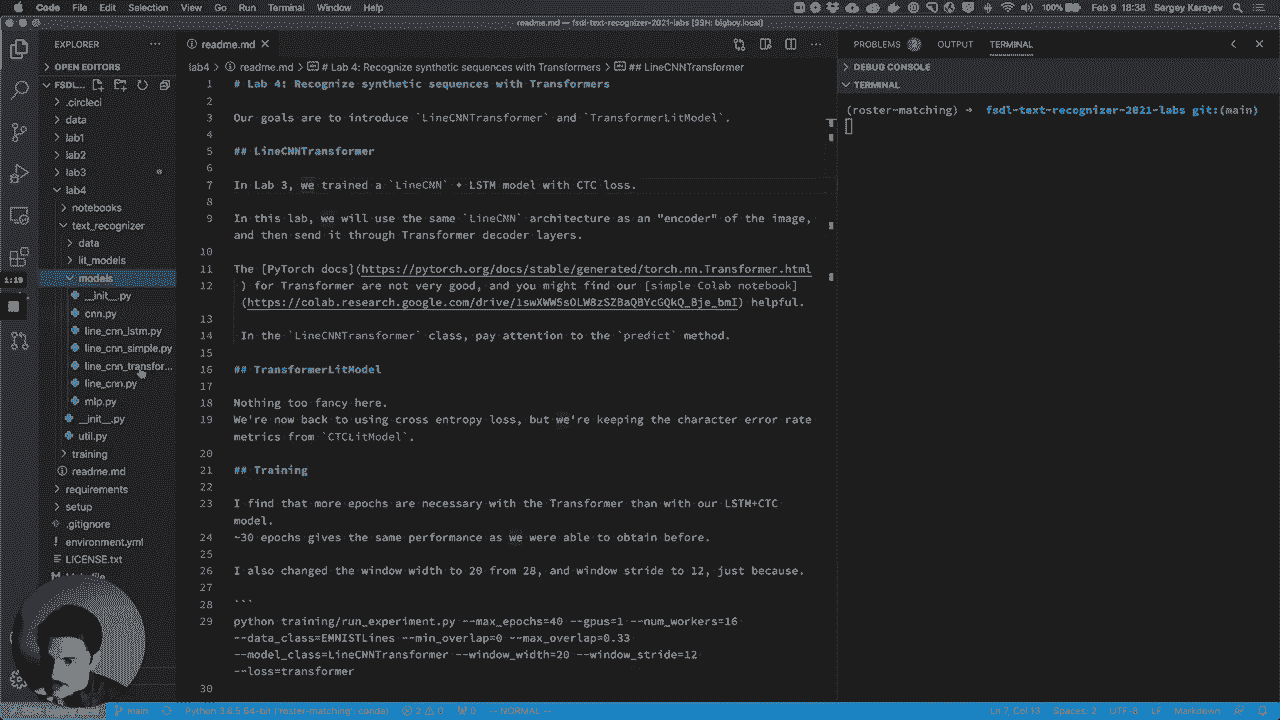 File Edit Selection View Go Run Terminal Window Help
100% Feb 9 18:38 Sergey Karayev
readme.md — fsdl-text-recognizer-2021-labs [SSH: bigboy.local]
EXPLORER
OPEN EDITORS
FSDL...
.circleci
data
lab1
lab2
lab3
lab4
notebooks
text_recognizer
data
lit_models
models
__init__.py
cnn.py
line_cnn_lstm.py
line_cnn_simple.py
line_cnn_transfor...
line_cnn.py
mlp.py
__init__.py
util.py
training
readme.md
requirements
setup
.gitignore
environment.yml
LICENSE.txt
1:19
readme.md
lab4 > readme.md > # Lab 4: Recognize synthetic sequences with Transformers > ## LineCNNTransformer
1 # Lab 4: Recognize synthetic sequences with Transformers
2
3 Our goals are to introduce `LineCNNTransformer` and `TransformerLitModel`.
4
5 ## LineCNNTransformer
6
7 In Lab 3, we trained a `LineCNN` + LSTM model with CTC loss.
8
9 In this lab, we will use the same `LineCNN` architecture as an "encoder" of the image,
and then send it through Transformer decoder layers.
10
11 The [PyTorch docs](https://pytorch.org/docs/stable/generated/torch.nn.Transformer.html
12 ) for Transformer are not very good, and you might find our [simple Colab notebook]
(https://colab.research.google.com/drive/1swXWW5sOLW8zSZBaQBYcGQkQ_Bje_bmI) helpful.
13
14 In the `LineCNNTransformer` class, pay attention to the `predict` method.
15
16 ## TransformerLitModel
17
18 Nothing too fancy here.
19 We're now back to using cross entropy loss, but we're keeping the character error rate
metrics from `CTCLitModel`.
20
21 ## Training
22
23 I find that more epochs are necessary with the Transformer than with our LSTM+CTC
model.
24 ~30 epochs gives the same performance as we were able to obtain before.
25
26 I also changed the window width to 20 from 28, and window stride to 12, just because.
27
28 ```
29 python training/run_experiment.py --max_epochs=40 --gpus=1 --num_workers=16
--data_class=EMNISTLines --min_overlap=0 --max_overlap=0.33
--model_class=LineCNNTransformer --window_width=20 --window_stride=12
--loss=transformer
30
PROBLEMS OUTPUT TERMINAL
DEBUG CONSOLE
TERMINAL
(roster-matching) → fsdl-text-recognizer-2021-labs git:(main)
main Python 3.8.5 64-bit ('roster-matching': conda) 2 0 0 -- NORMAL -- Ln 7, Col 13 Spaces: 2 UTF-8 LF Markdown